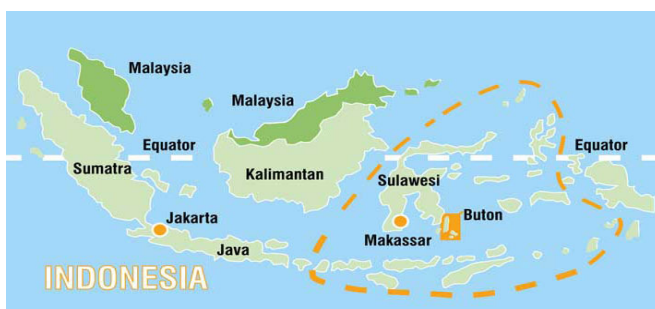 Malaysia
Malaysia
Equator
Equator
Sumatra
Kalimantan
Sulawesi
Jakarta
Buton
Makassar
Java
INDONESIA